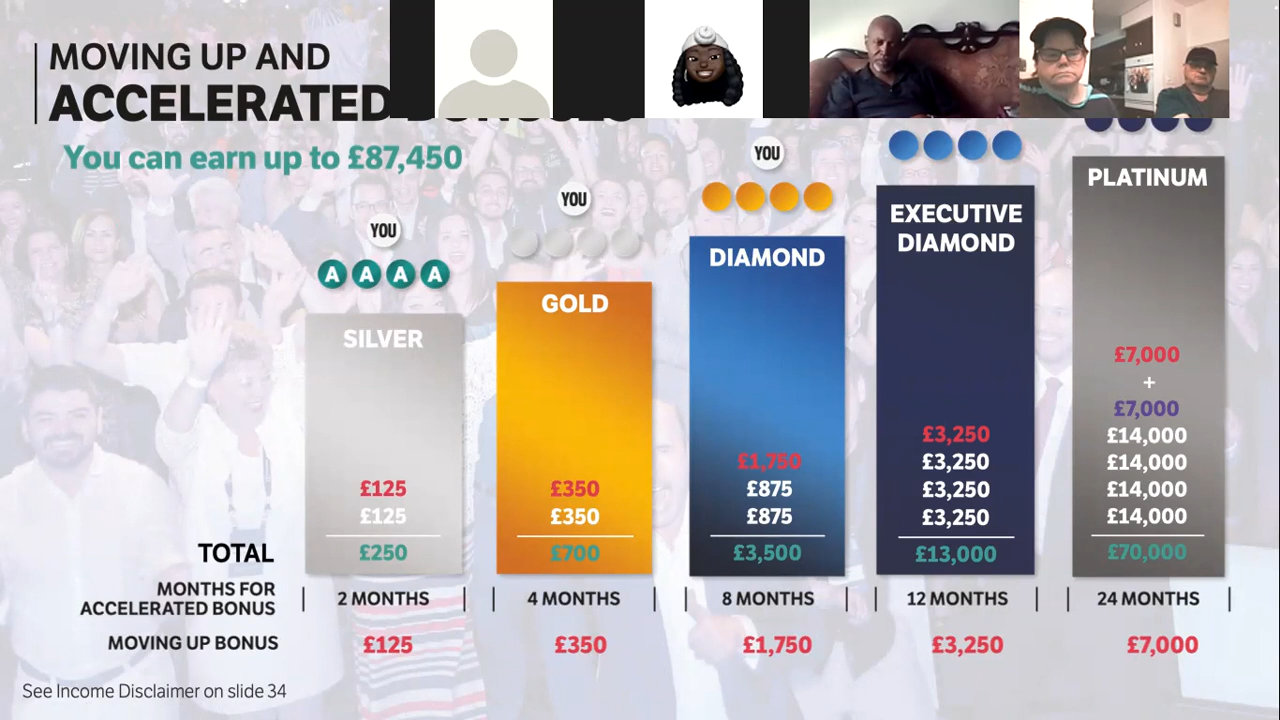 MOVING UP AND
ACCELERATED
You can earn up to £87,450
YOU
A A A A
SILVER
£125
£125
£250
YOU
GOLD
£350
£350
£700
YOU
DIAMOND
£1,750
£875
£875
£3,500
EXECUTIVE
DIAMOND
£3,250
£3,250
£3,250
£3,250
£13,000
PLATINUM
£7,000
+
£7,000
£14,000
£14,000
£14,000
£14,000
£70,000
TOTAL
MONTHS FOR
ACCELERATED BONUS
2 MONTHS
4 MONTHS
8 MONTHS
12 MONTHS
24 MONTHS
MOVING UP BONUS
£125
£350
£1,750
£3,250
£7,000
See Income Disclaimer on slide 34